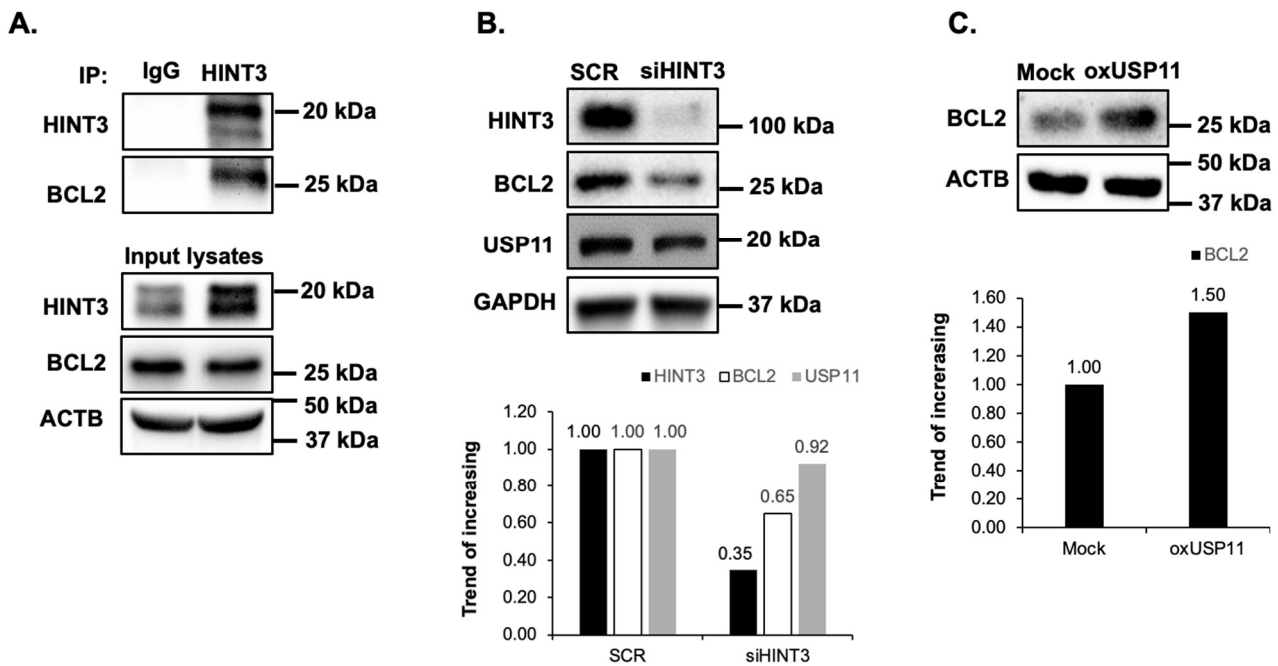 A.
IP: IgG HINT3
HINT3 20 kDa
BCL2 25 kDa
Input lysates
HINT3 20 kDa
BCL2 25 kDa
50 kDa
ACTB
37 kDa
B.
SCR siHINT3
HINT3 100 kDa
BCL2 25 kDa
USP11 20 kDa
GAPDH 37 kDa
HINT3 BCL2 USP11
Trend of increasing
1.20
1.00
0.80
0.60
0.40
0.20
0.00
1.00 1.00 1.00
0.35 0.65 0.92
SCR siHINT3
C.
Mock oxUSP11
BCL2 25 kDa
50 kDa
ACTB
37 kDa
BCL2
Trend of increrasing
1.60
1.40
1.20
1.00
0.80
0.60
0.40
0.20
0.00
1.00 1.50
Mock oxUSP11